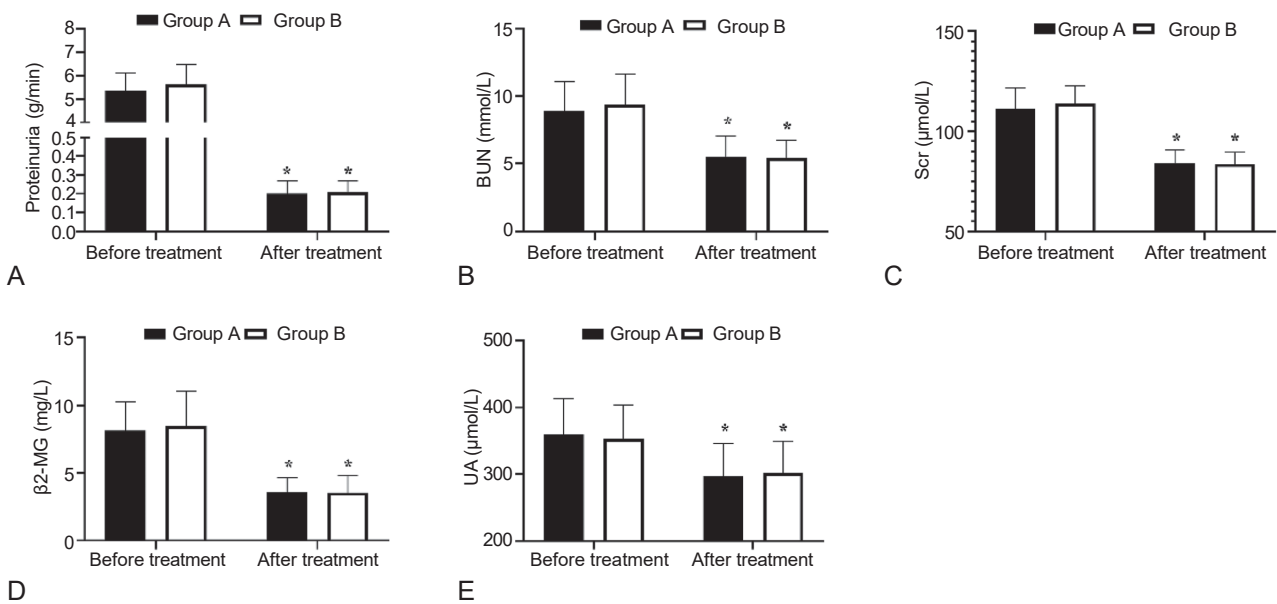 Group A Group B
8
7
6
5
4
0.5
0.4
0.3
0.2
0.1
0.0
Proteinuria (g/min)
* *
Before treatment After treatment
A
Group A Group B
15
10
5
0
BUN (mmol/L)
* *
Before treatment After treatment
B
Group A Group B
150
100
50
Scr (μmol/L)
* *
Before treatment After treatment
C
Group A Group B
15
10
5
0
β2-MG (mg/L)
* *
Before treatment After treatment
D
Group A Group B
500
400
300
200
UA (μmol/L)
* *
Before treatment After treatment
E